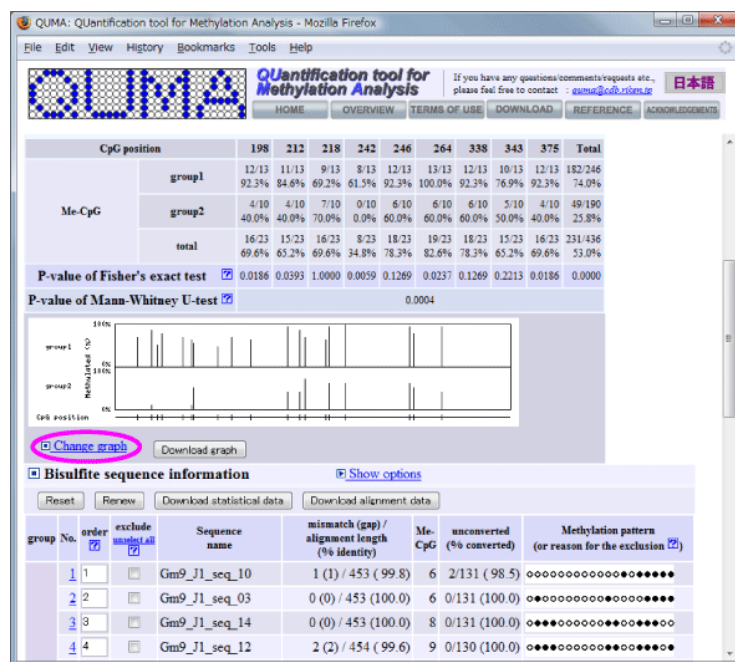 QUMA: QUantification tool for Methylation Analysis - Mozilla Firefox
File Edit View History Bookmarks Tools Help
QUMA
QUantification tool for
Methylation Analysis
If you have any questions/comments/requests etc.,
please feel free to contact : quma@cdb.riken.jp
日本語
HOME OVERVIEW TERMS OF USE DOWNLOAD REFERENCE ACKNOWLEDGEMENTS
CpG position 198 212 218 242 246 264 338 343 375 Total
Me-CpG
group1 12/13 11/13 9/13 8/13 12/13 13/13 12/13 10/13 12/13 182/246
92.3% 84.6% 69.2% 61.5% 92.3% 100.0% 92.3% 76.9% 92.3% 74.0%
group2 4/10 4/10 7/10 0/10 6/10 6/10 6/10 5/10 4/10 49/190
40.0% 40.0% 70.0% 0.0% 60.0% 60.0% 60.0% 50.0% 40.0% 25.8%
total 16/23 15/23 16/23 8/23 18/23 19/23 18/23 15/23 16/23 231/436
69.6% 65.2% 69.6% 34.8% 78.3% 82.6% 78.3% 65.2% 69.6% 53.0%
P-value of Fisher's exact test ? 0.0186 0.0393 1.0000 0.0059 0.1269 0.0237 0.1269 0.2213 0.0186 0.0000
P-value of Mann-Whitney U-test ? 0.0004
100%
group1
0%
100%
Methylated (%)
group2
0%
CpG position
Change graph Download graph
Bisulfite sequence information Show options
Reset Renew Download statistical data Download alignment data
group No. order ? exclude unselect all ? Sequence name mismatch (gap) / alignment length (% identity) Me-CpG unconverted (% converted) Methylation pattern (or reason for the exclusion ?)
1 1 Gm9_J1_seq_10 1 (1) / 453 ( 99.8) 6 2/131 ( 98.5)
2 2 Gm9_J1_seq_03 0 (0) / 453 (100.0) 6 0/131 (100.0)
3 3 Gm9_J1_seq_14 0 (0) / 453 (100.0) 8 0/131 (100.0)
4 4 Gm9_J1_seq_12 2 (2) / 454 ( 99.6) 9 0/130 (100.0)